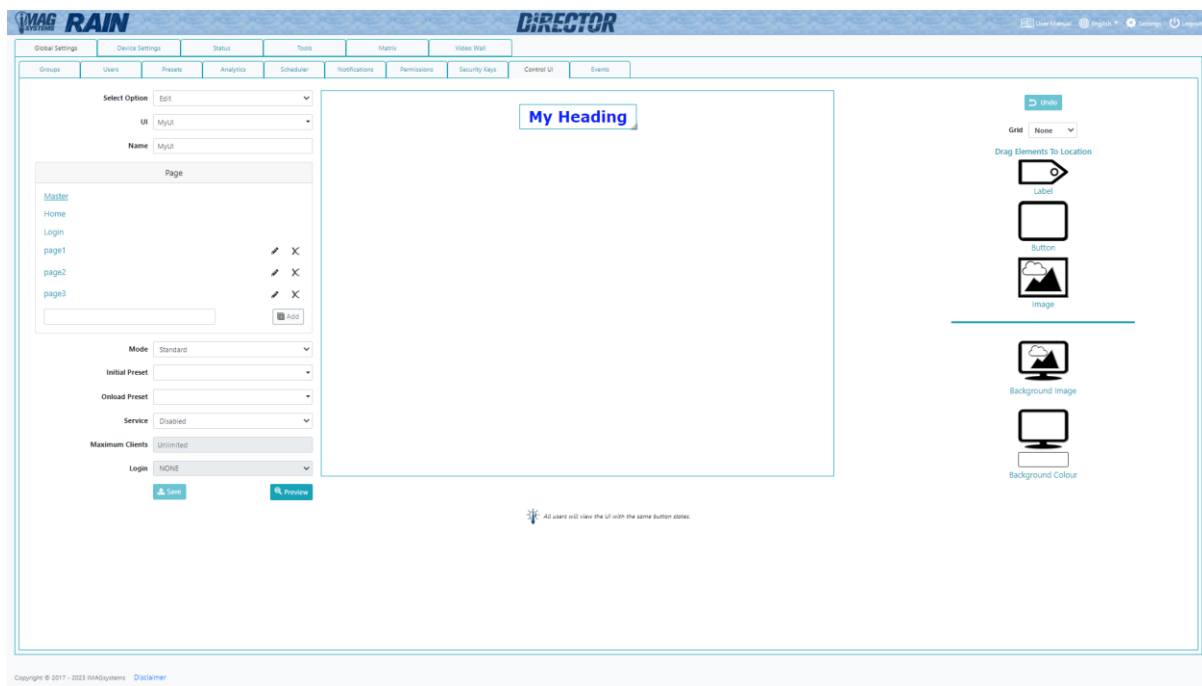 IMAG SYSTEMS RAIN DiRECTOR User Manual English Settings Logout
Global Settings Device Settings Status Tools Matrix Video Wall
Groups Users Presets Analytics Scheduler Notifications Permissions Security Keys Control UI Events
Select Option Edit
UI MyUI
Name MyUI
Page
Master
Home
Login
page1
page2
page3
Add
Mode Standard
Initial Preset
Onload Preset
Service Disabled
Maximum Clients Unlimited
Login NONE
Save Preview
My Heading
All users will view the UI with the same button states.
Undo
Grid None
Drag Elements To Location
Label
Button
Image
Background Image
Background Colour
Copyright © 2017 - 2023 IMAGsystems Disclaimer